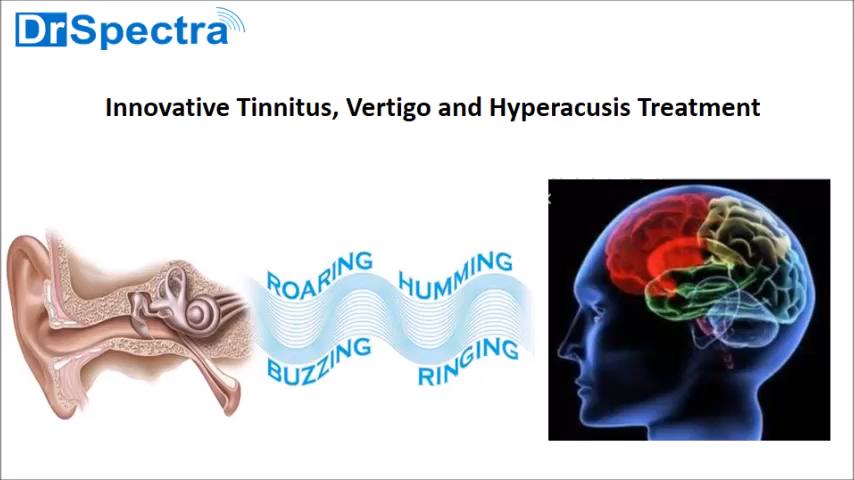 DrSpectra
Innovative Tinnitus, Vertigo and Hyperacusis Treatment
ROARING HUMMING
BUZZING RINGING